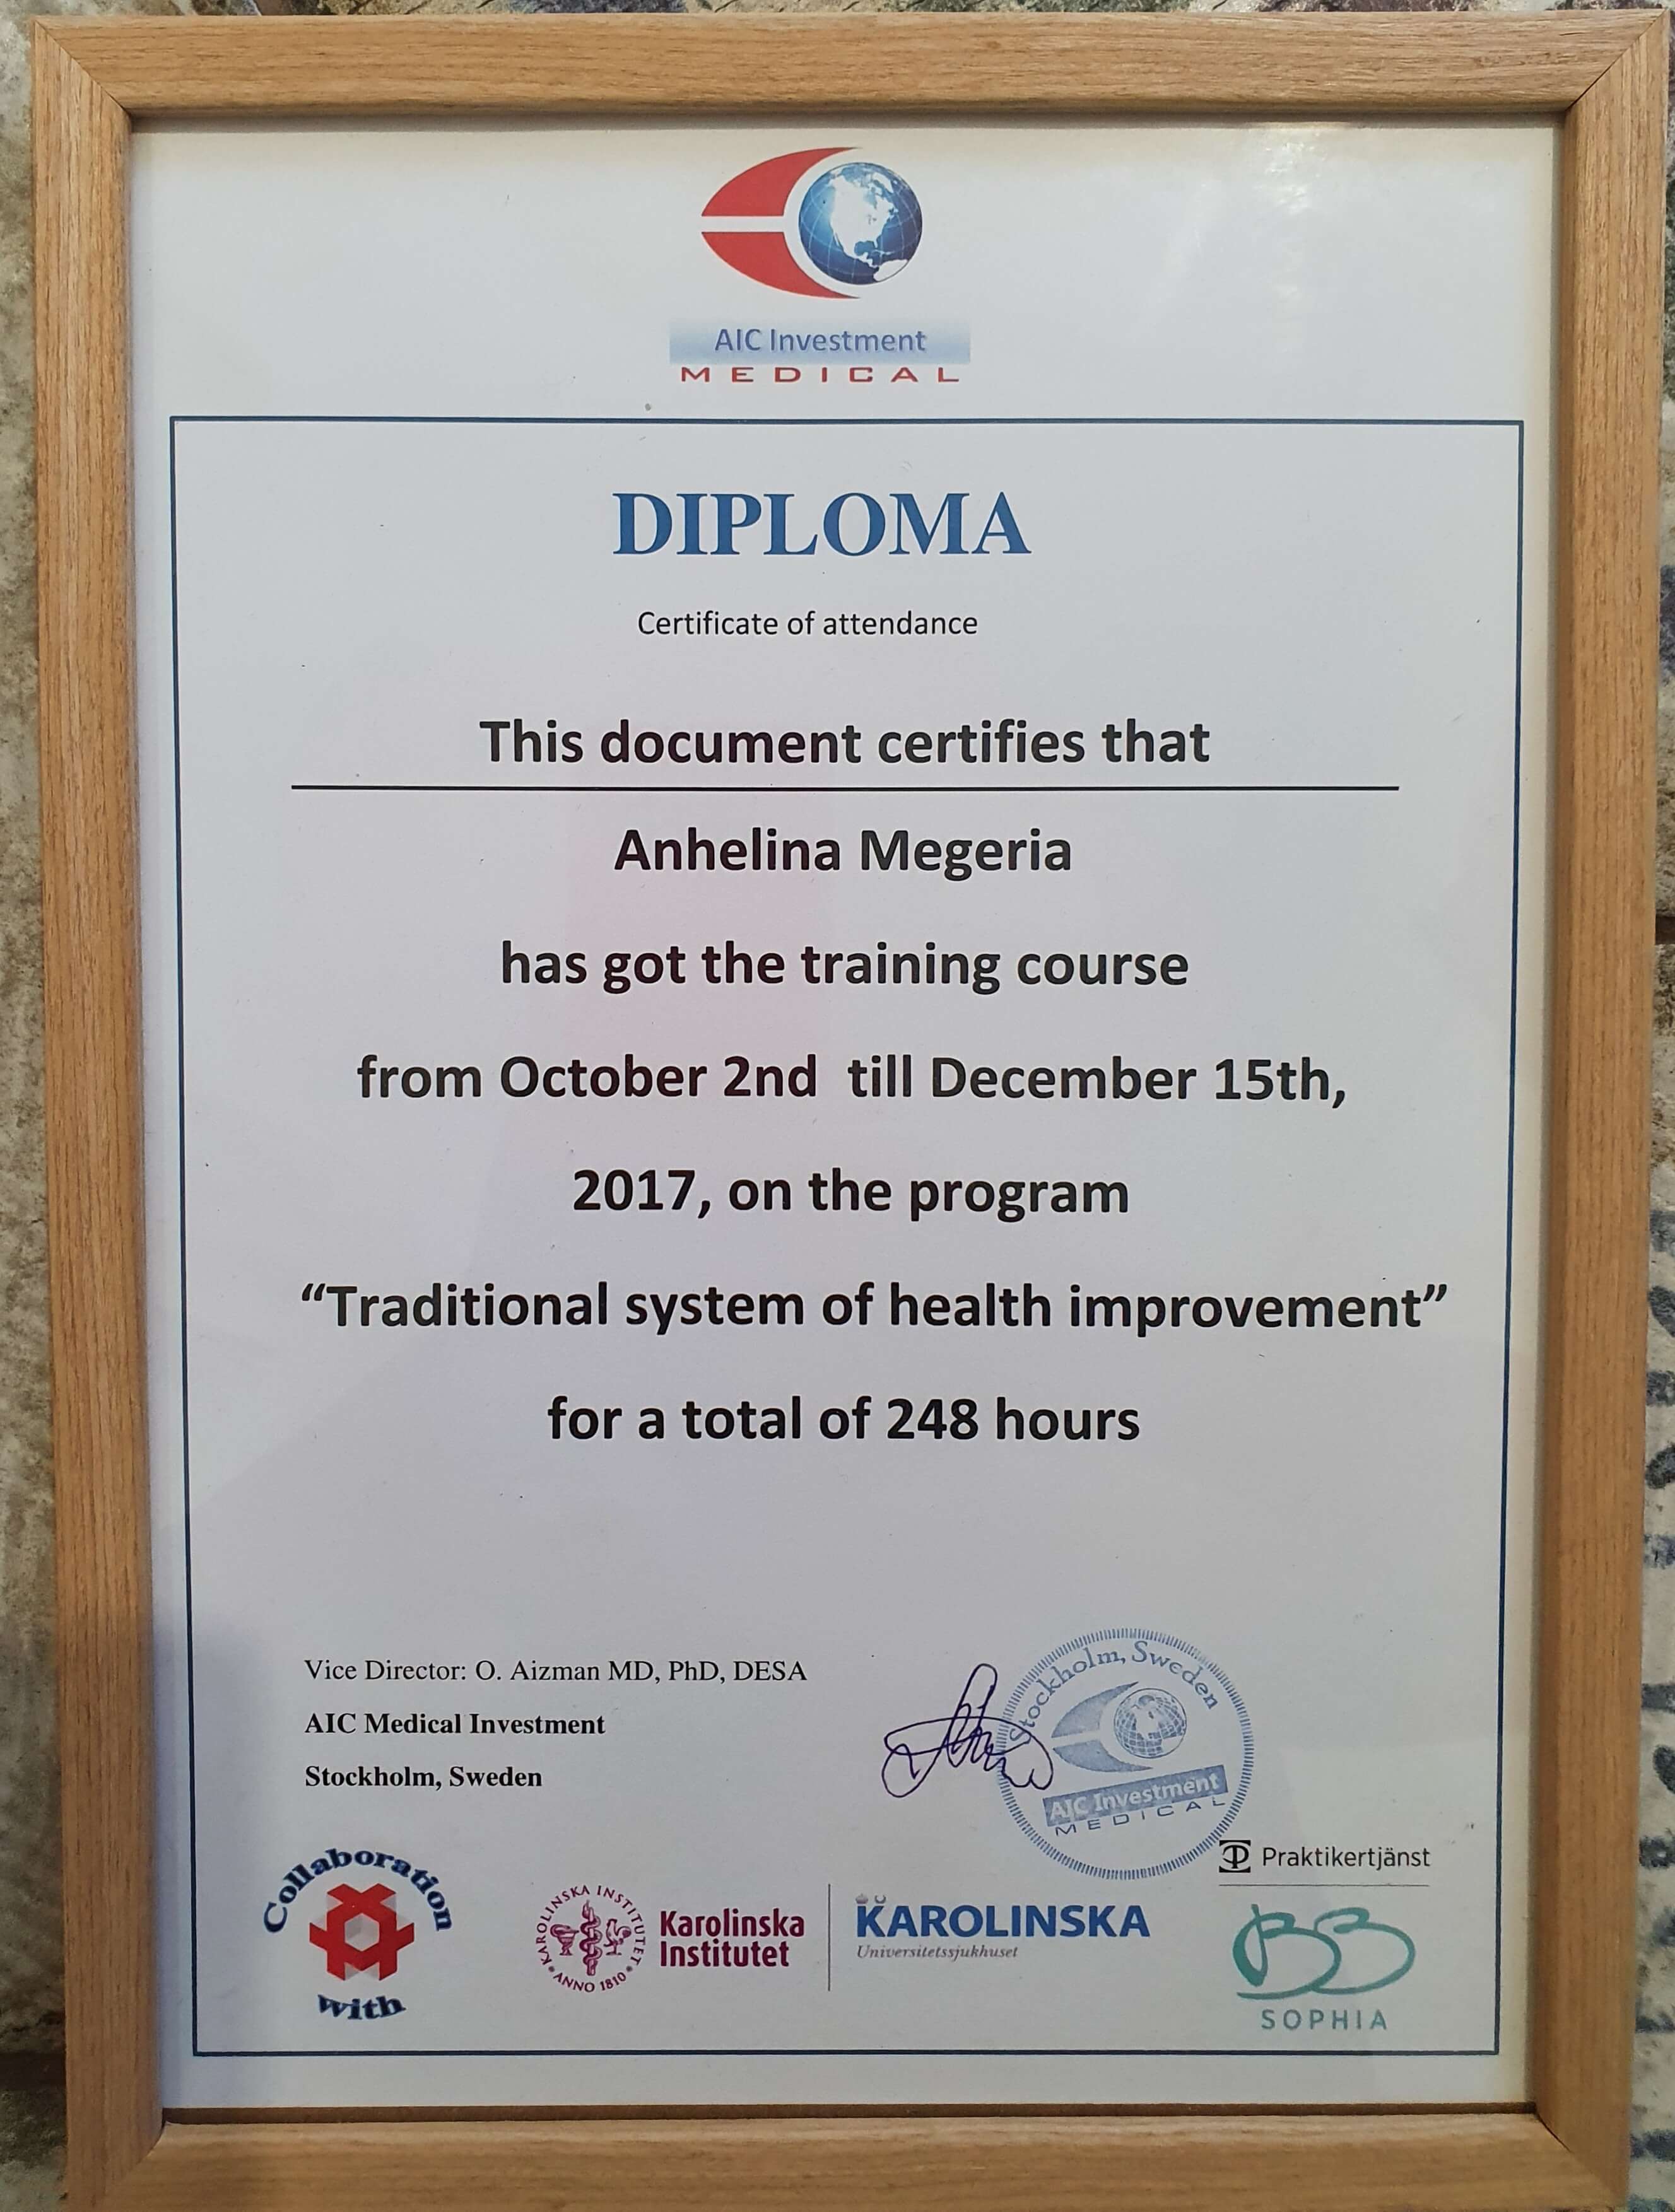 AIC Investment
MEDICAL
DIPLOMA
Certificate of attendance
This document certifies that
Anhelina Megeria
has got the training course
from October 2nd till December 15th,
2017, on the program
“Traditional system of health improvement”
for a total of 248 hours
Vice Director: O. Aizman MD, PhD, DESA
AIC Medical Investment
Stockholm, Sweden
Stockholm, Sweden
AIC Investment
MEDICAL
Collaboration
with
KAROLINSKA INSTITUTET
ANNO 1810
Karolinska
Institutet
KAROLINSKA
Universitetssjukhuset
Praktikertjänst
BB
SOPHIA